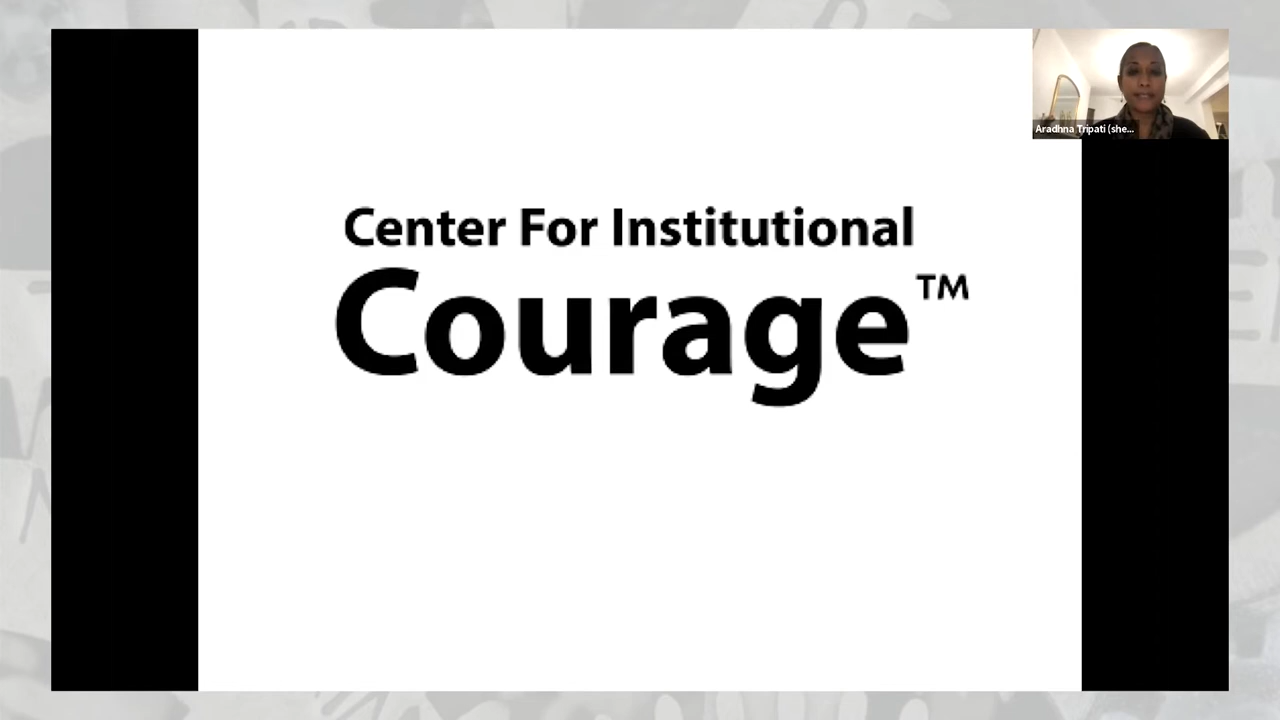 Center For Institutional
Courage™
Aradhna Tripati (she...